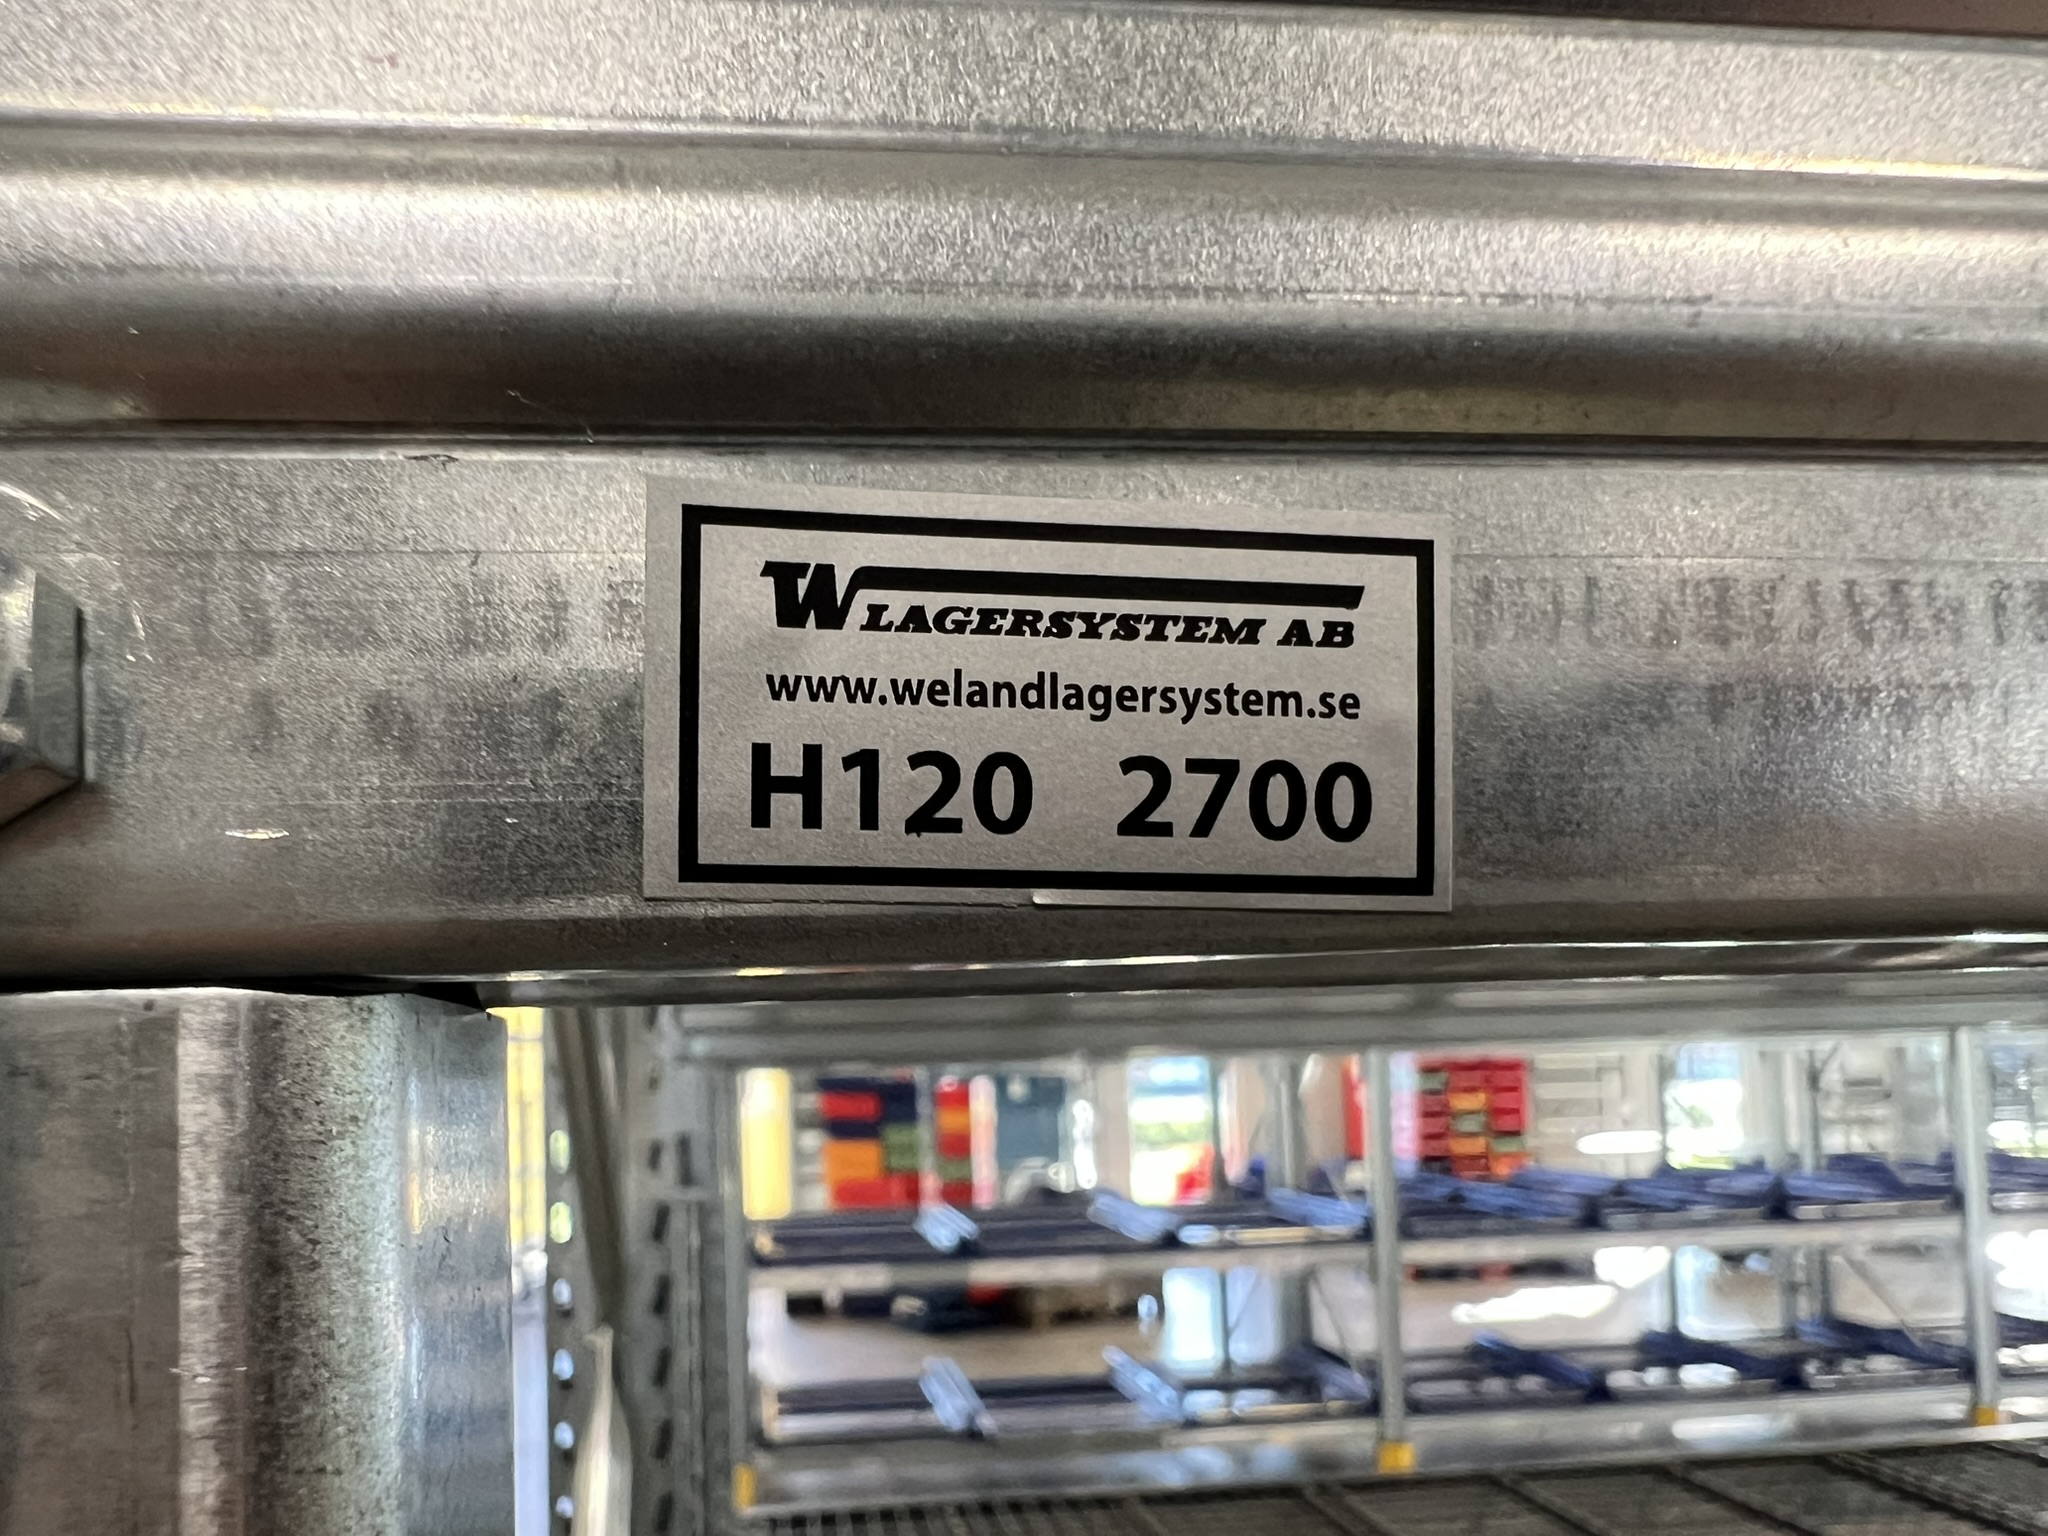 W LAGERSYSTEM AB
www.welandlagersystem.se
H120 2700